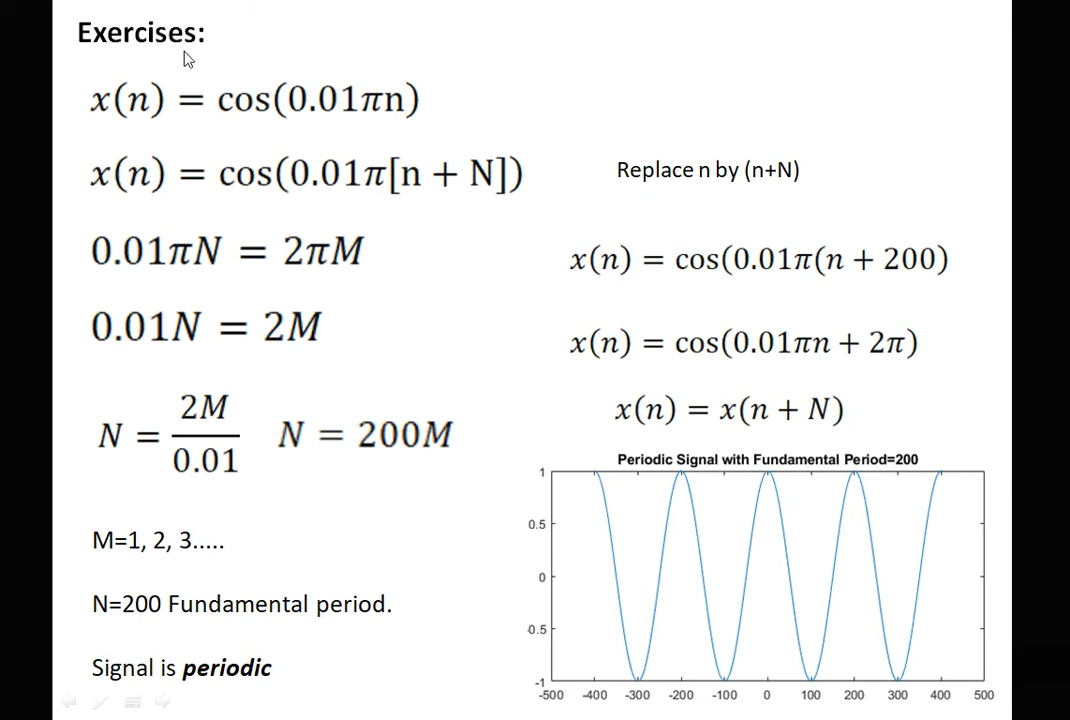 Exercises:
x(n) = cos(0.01πn)
x(n) = cos(0.01π[n + N])
Replace n by (n+N)
0.01πN = 2πM
0.01N = 2M
N = 2M / 0.01   N = 200M
M=1, 2, 3.....
N=200 Fundamental period.
Signal is periodic
x(n) = cos(0.01π(n + 200)
x(n) = cos(0.01πn + 2π)
x(n) = x(n + N)
Periodic Signal with Fundamental Period=200
1
0.5
0
-0.5
-1
-500 -400 -300 -200 -100 0 100 200 300 400 500